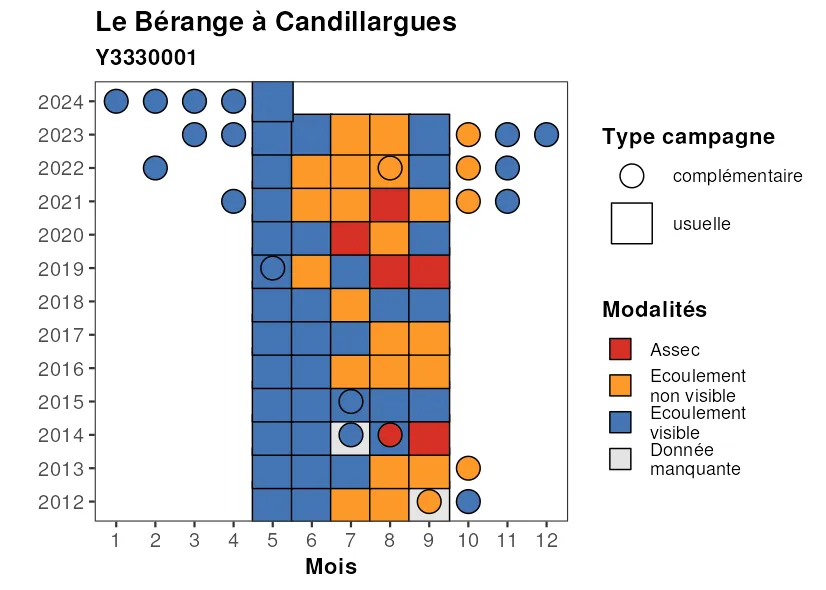 Le Bérange à Candillargues
Y3330001
2024
2023
2022
2021
2020
2019
2018
2017
2016
2015
2014
2013
2012
1 2 3 4 5 6 7 8 9 10 11 12
Mois
Type campagne
complémentaire
usuelle
Modalités
Assec
Ecoulement
non visible
Ecoulement
visible
Donnée
manquante